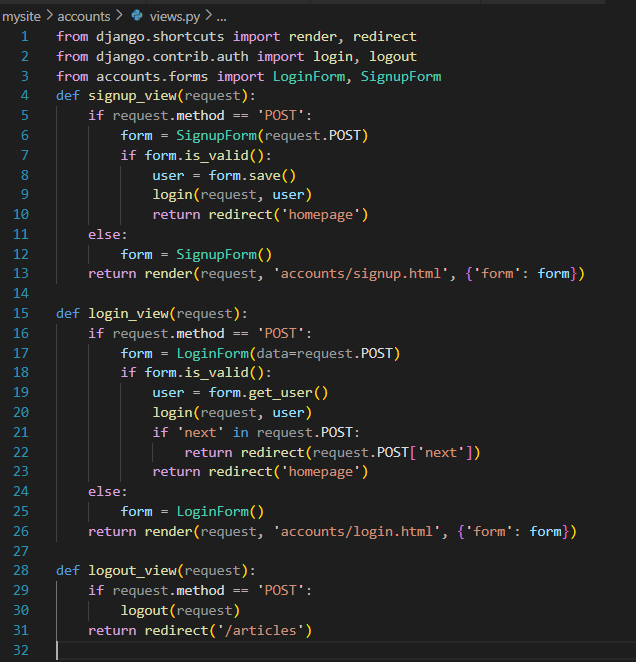 mysite > accounts > views.py > ...
1 from django.shortcuts import render, redirect
2 from django.contrib.auth import login, logout
3 from accounts.forms import LoginForm, SignupForm
4 def signup_view(request):
5     if request.method == 'POST':
6         form = SignupForm(request.POST)
7         if form.is_valid():
8             user = form.save()
9             login(request, user)
10             return redirect('homepage')
11     else:
12         form = SignupForm()
13     return render(request, 'accounts/signup.html', {'form': form})
14
15 def login_view(request):
16     if request.method == 'POST':
17         form = LoginForm(data=request.POST)
18         if form.is_valid():
19             user = form.get_user()
20             login(request, user)
21             if 'next' in request.POST:
22                 return redirect(request.POST['next'])
23             return redirect('homepage')
24     else:
25         form = LoginForm()
26     return render(request, 'accounts/login.html', {'form': form})
27
28 def logout_view(request):
29     if request.method == 'POST':
30         logout(request)
31     return redirect('/articles')
32